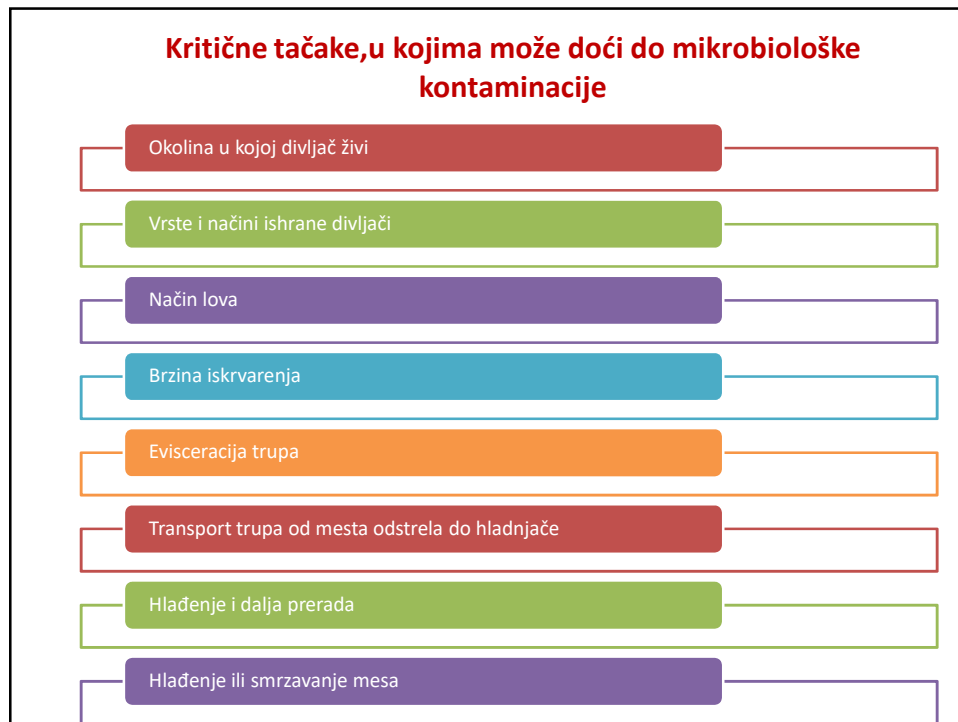 Kritične tačake,u kojima može doći do mikrobiološke
kontaminacije
Okolina u kojoj divljač živi
Vrste i načini ishrane divljači
Način lova
Brzina iskrvarenja
Evisceracija trupa
Transport trupa od mesta odstrela do hladnjače
Hlađenje i dalja prerada
Hlađenje ili smrzavanje mesa